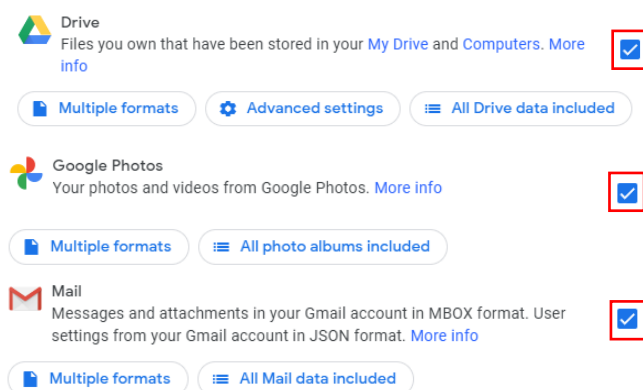 Drive
Files you own that have been stored in your My Drive and Computers. More
info
Multiple formats Advanced settings All Drive data included
Google Photos
Your photos and videos from Google Photos. More info
Multiple formats All photo albums included
Mail
Messages and attachments in your Gmail account in MBOX format. User
settings from your Gmail account in JSON format. More info
Multiple formats All Mail data included